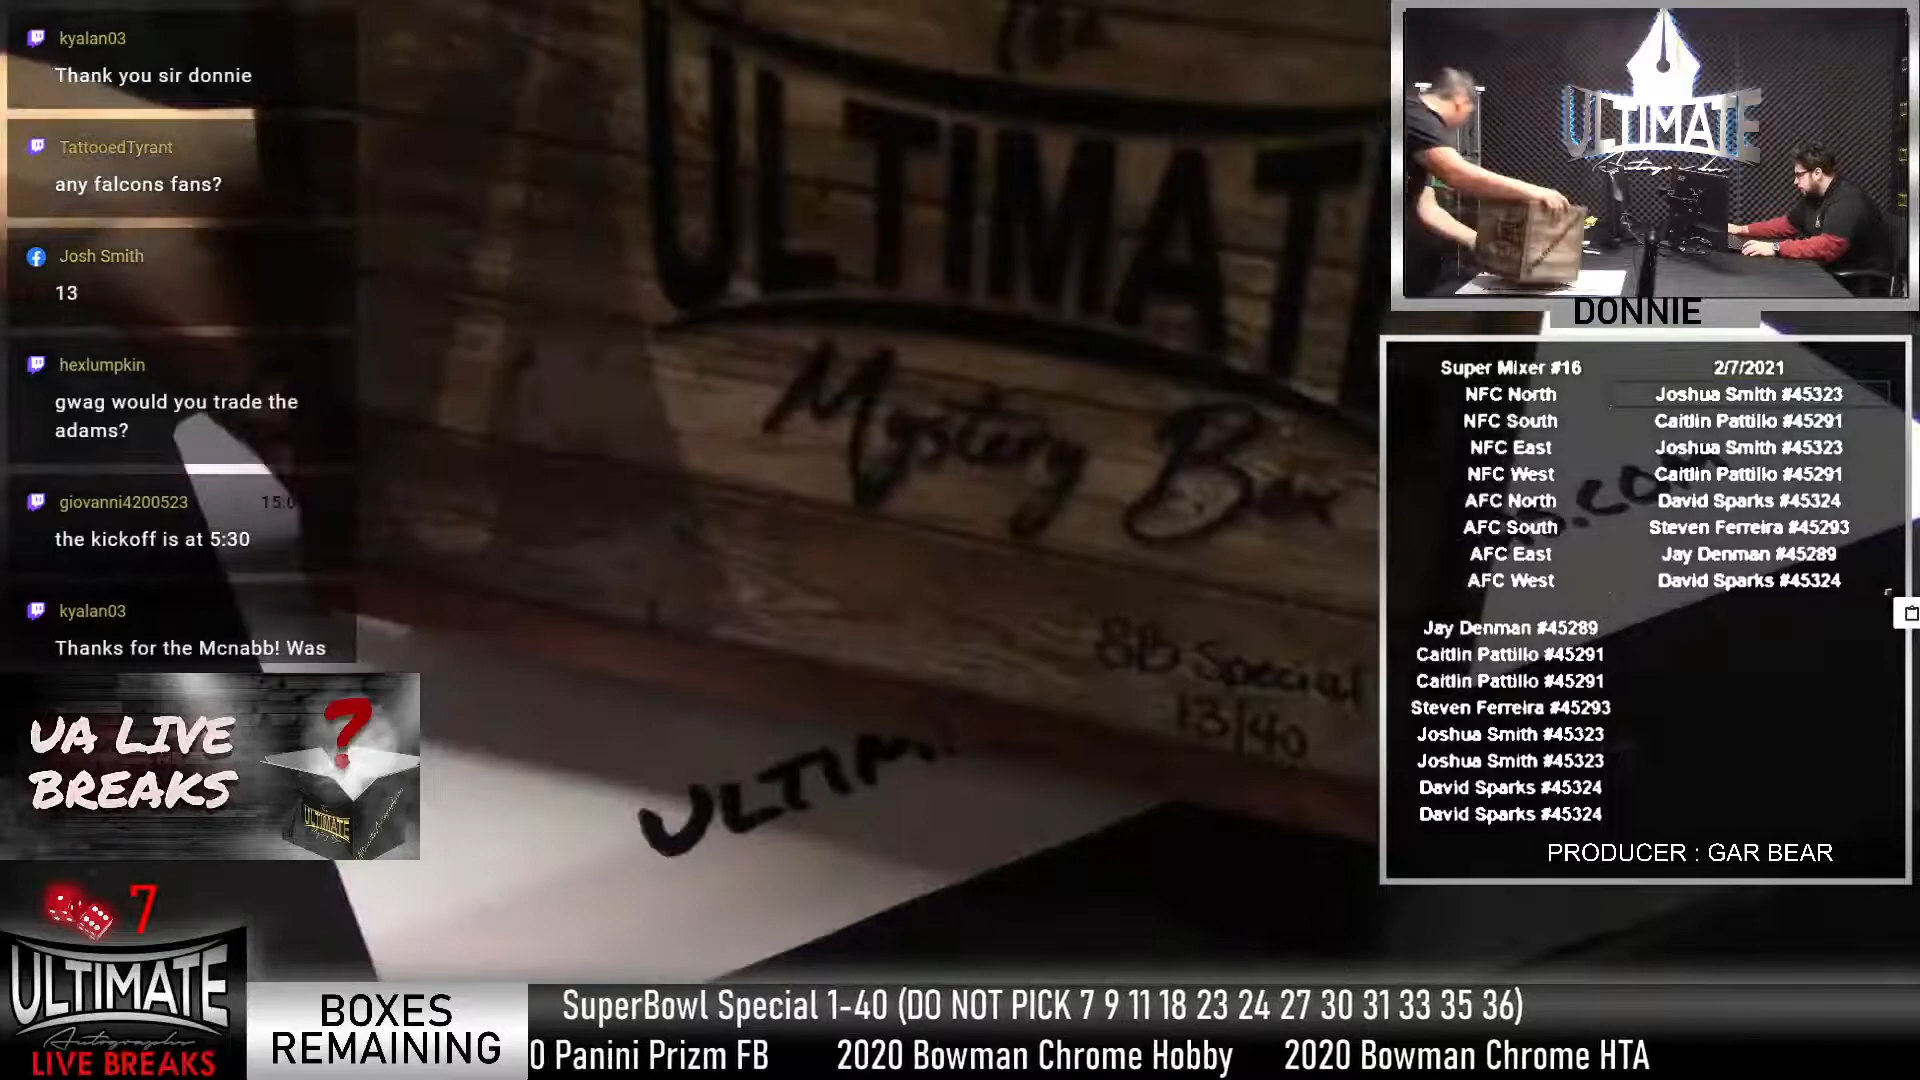 kyalan03
Thank you sir donnie
TattooedTyrant
any falcons fans?
Josh Smith
13
hexlumpkin
gwag would you trade the
adams?
giovanni4200523
the kickoff is at 5:30
kyalan03
Thanks for the Mcnabb! Was
UA LIVE
BREAKS
?
ULTIMATE
7
ULTIMATE
Autographs
LIVE BREAKS
ULTIMAT
Mystery Box
SB Special
13/40
ULTIM
ULTIMATE
Autographs
DONNIE
Super Mixer #16 2/7/2021
NFC North Joshua Smith #45323
NFC South Caitlin Pattillo #45291
NFC East Joshua Smith #45323
NFC West Caitlin Pattillo #45291
AFC North David Sparks #45324
AFC South Steven Ferreira #45293
AFC East Jay Denman #45289
AFC West David Sparks #45324
Jay Denman #45289
Caitlin Pattillo #45291
Caitlin Pattillo #45291
Steven Ferreira #45293
Joshua Smith #45323
Joshua Smith #45323
David Sparks #45324
David Sparks #45324
PRODUCER : GAR BEAR
BOXES
REMAINING
SuperBowl Special 1-40 (DO NOT PICK 7 9 11 18 23 24 27 30 31 33 35 36)
0 Panini Prizm FB 2020 Bowman Chrome Hobby 2020 Bowman Chrome HTA